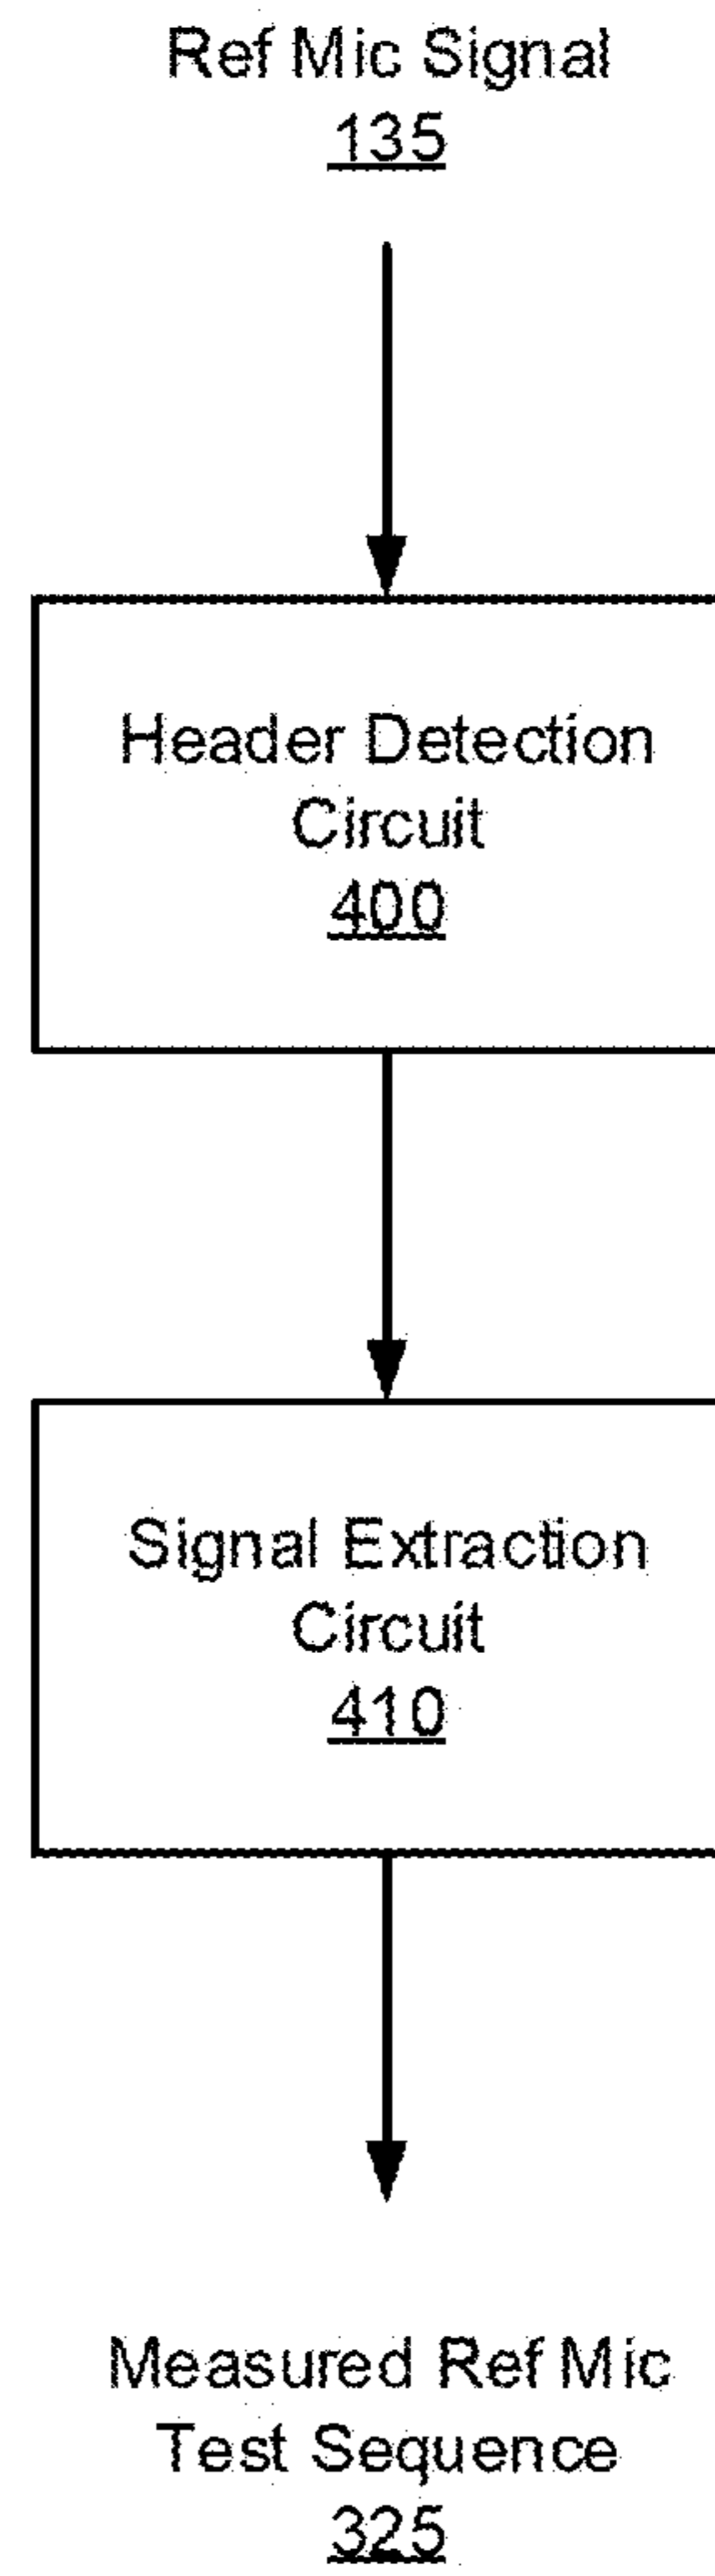 Ref Mic Signal
135
Header Detection
Circuit
400
Signal Extraction
Circuit
410
Measured Ref Mic
Test Sequence
325